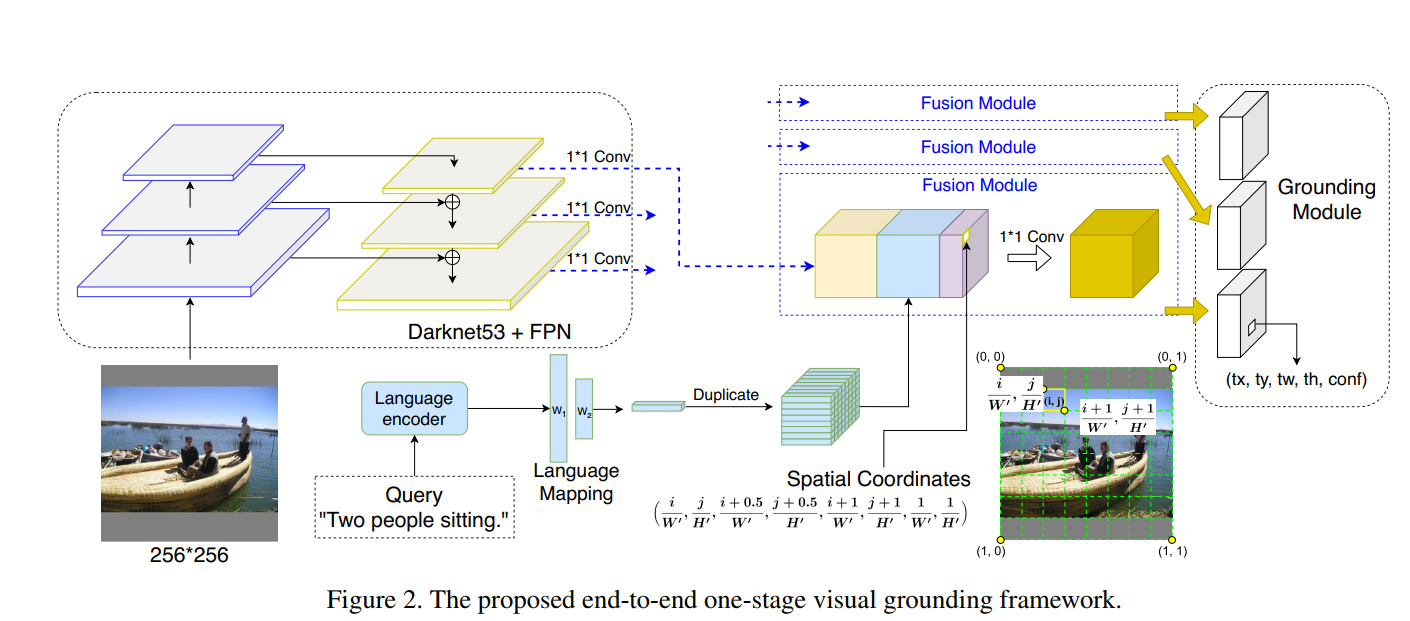 Fusion Module
Fusion Module
Fusion Module
1*1 Conv
1*1 Conv
1*1 Conv
1*1 Conv
Grounding
Module
Darknet53 + FPN
(tx, ty, tw, th, conf)
256*256
Language
encoder
Query
"Two people sitting."
W1
W2
Language
Mapping
Duplicate
Spatial Coordinates
(i/W′, j/H′, i+0.5/W′, j+0.5/H′, i+1/W′, j+1/H′, 1/W′, 1/H′)
(0, 0)
(0, 1)
i/W′, j/H′
(i, j)
i+1/W′, j+1/H′
(1, 0)
(1, 1)
Figure 2. The proposed end-to-end one-stage visual grounding framework.